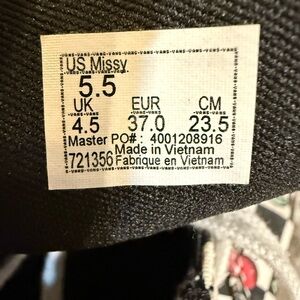 US Missy
5.5
UK EUR CM
4.5 37.0 23.5
Master PO#: 4001208916
Made in Vietnam
721356 Fabrique en Vietnam